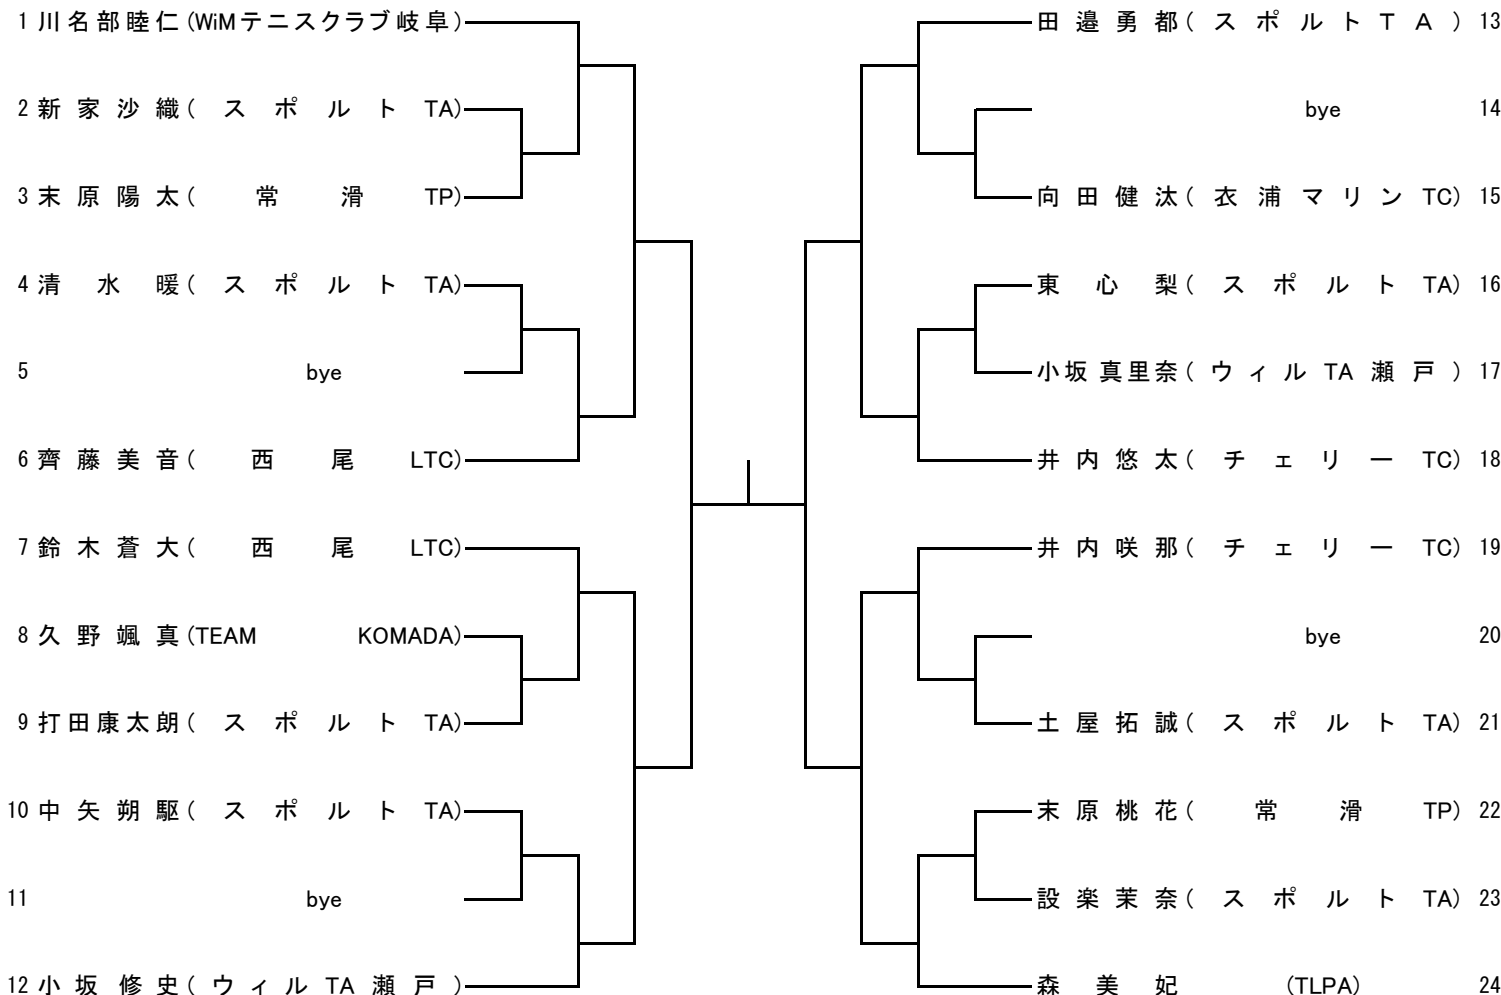 1 川名部睦仁 (WiMテニスクラブ岐阜)
2 新家沙織 (スポルトTA)
3 末原陽太 (常滑TP)
4 清水暖 (スポルトTA)
5 bye
6 齊藤美音 (西尾LTC)
7 鈴木蒼大 (西尾LTC)
8 久野颯真 (TEAM KOMADA)
9 打田康太朗 (スポルトTA)
10 中矢朔駆 (スポルトTA)
11 bye
12 小坂修史 (ウィルTA瀬戸)
田邉勇都 (スポルトTA) 13
bye 14
向田健汰 (衣浦マリンTC) 15
東心梨 (スポルトTA) 16
小坂真里奈 (ウィルTA瀬戸) 17
井内悠太 (チェリーTC) 18
井内咲那 (チェリーTC) 19
bye 20
土屋拓誠 (スポルトTA) 21
末原桃花 (常滑TP) 22
設楽茉奈 (スポルトTA) 23
森美妃 (TLPA) 24